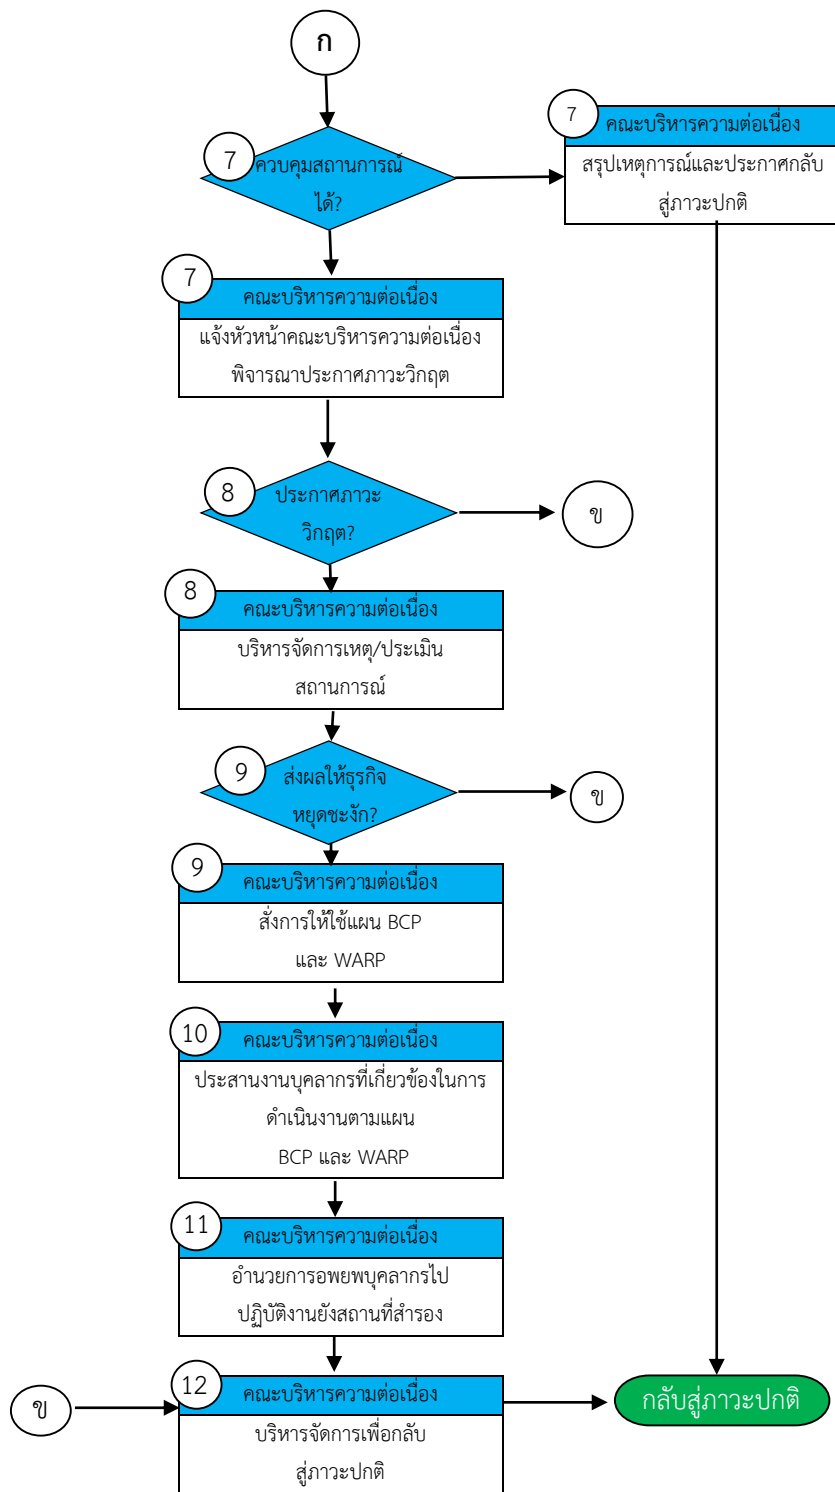 ก
7
ควบคุมสถานการณ์
ได้?
7
คณะบริหารความต่อเนื่อง
สรุปเหตุการณ์และประกาศกลับ
สู่ภาวะปกติ
7
คณะบริหารความต่อเนื่อง
แจ้งหัวหน้าคณะบริหารความต่อเนื่อง
พิจารณาประกาศภาวะวิกฤต
8
ประกาศภาวะ
วิกฤต?
ข
8
คณะบริหารความต่อเนื่อง
บริหารจัดการเหตุ/ประเมิน
สถานการณ์
9
ส่งผลให้ธุรกิจ
หยุดชะงัก?
ข
9
คณะบริหารความต่อเนื่อง
สั่งการให้ใช้แผน BCP
และ WARP
10
คณะบริหารความต่อเนื่อง
ประสานงานบุคลากรที่เกี่ยวข้องในการ
ดำเนินงานตามแผน
BCP และ WARP
11
คณะบริหารความต่อเนื่อง
อำนวยการอพยพบุคลากรไป
ปฏิบัติงานยังสถานที่สำรอง
ข
12
คณะบริหารความต่อเนื่อง
บริหารจัดการเพื่อกลับ
สู่ภาวะปกติ
กลับสู่ภาวะปกติ